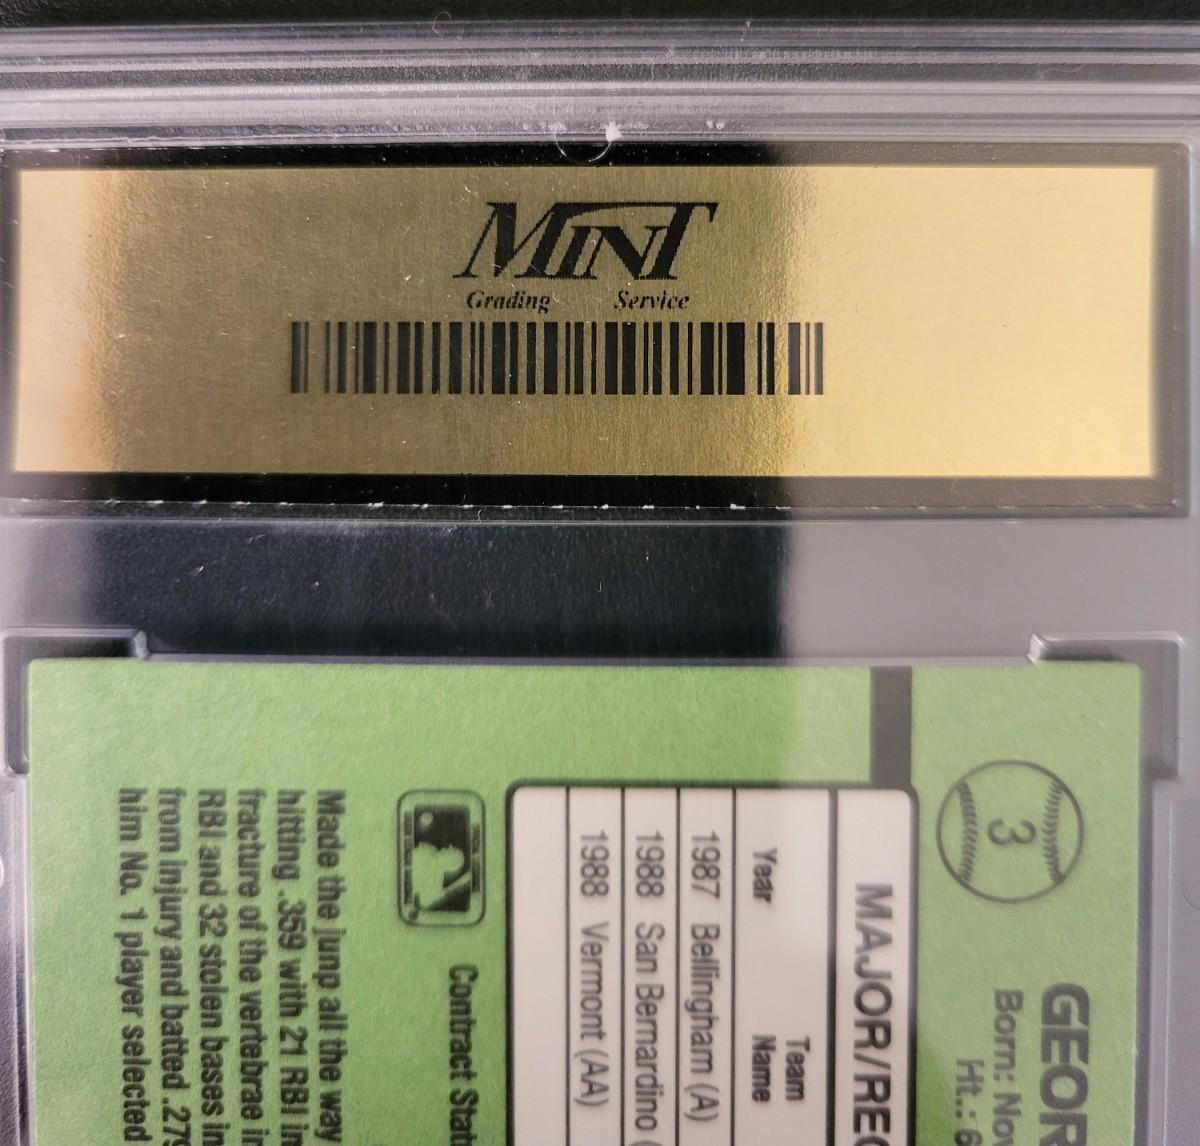 MINT
Grading Service
3
GEOR
Born: Nov
Ht.: 6
MAJOR/REC
Year Team Name
1987 Bellingham (A)
1988 San Bernardino (
1988 Vermont (AA)
Contract Stat
Made the jump all the way
hitting .359 with 21 RBI in
fracture of the vertebrae in
RBI and 32 stolen basses in
from injury and batted .279
him No. 1 player selected